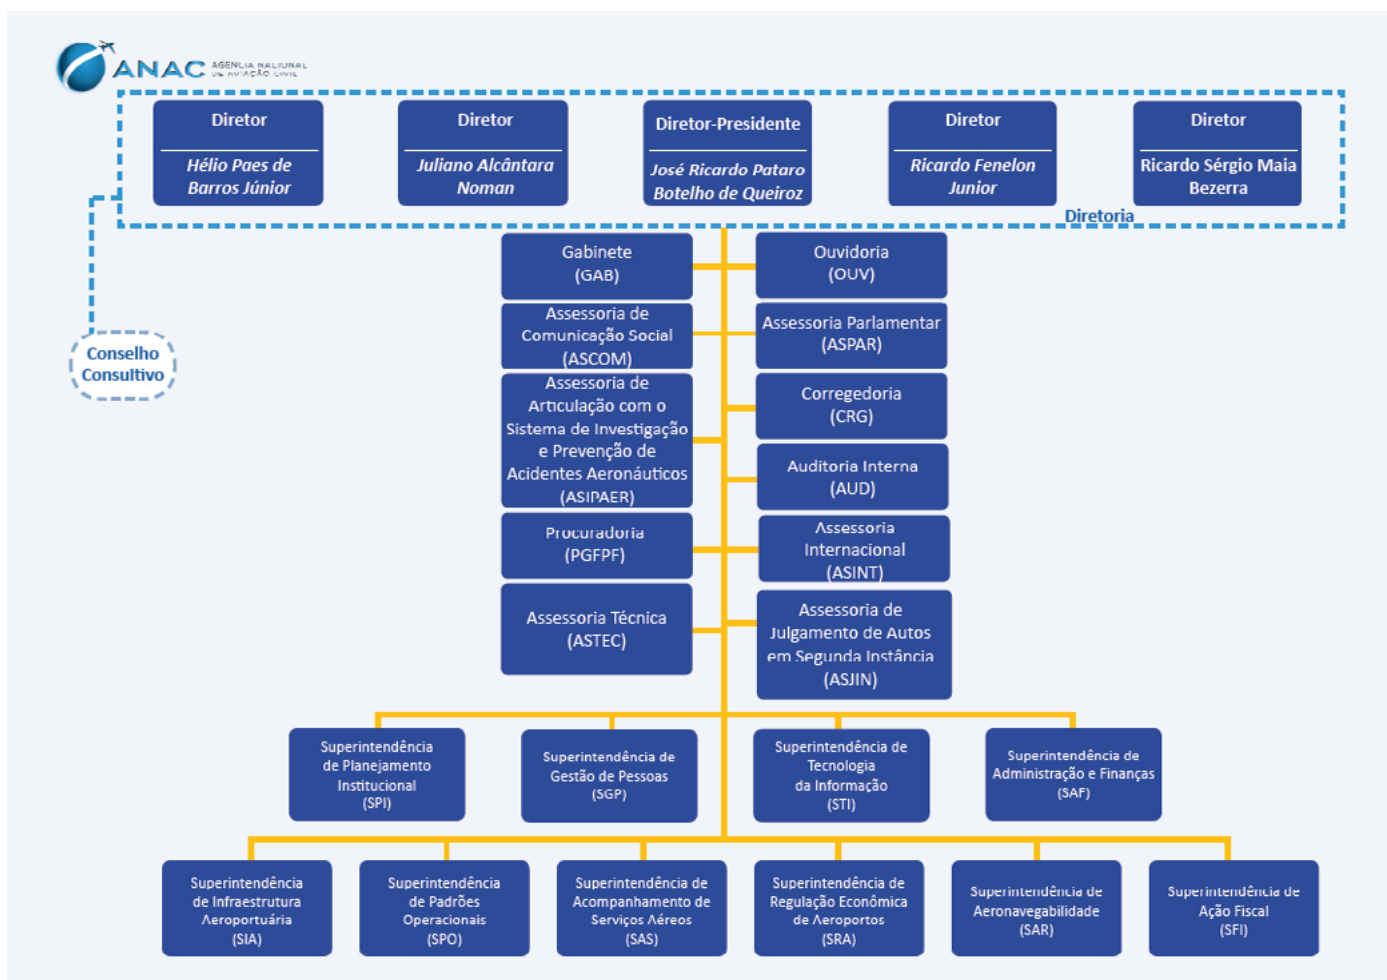 ANAC
AGÊNCIA NACIONAL
DE AVIAÇÃO CIVIL
Diretor
Hélio Paes de
Barros Júnior
Diretor
Juliano Alcântara
Noman
Diretor-Presidente
José Ricardo Pataro
Botelho de Queiroz
Diretor
Ricardo Fenelon
Junior
Diretor
Ricardo Sérgio Maia
Bezerra
Diretoria
Conselho
Consultivo
Gabinete
(GAB)
Ouvidoria
(OUV)
Assessoria de
Comunicação Social
(ASCOM)
Assessoria Parlamentar
(ASPAR)
Assessoria de
Articulação com o
Sistema de Investigação
e Prevenção de
Acidentes Aeronáuticos
(ASIPAER)
Corregedoria
(CRG)
Auditoria Interna
(AUD)
Procuradoria
(PGFPF)
Assessoria
Internacional
(ASINT)
Assessoria Técnica
(ASTEC)
Assessoria de
Julgamento de Autos
em Segunda Instância
(ASJIN)
Superintendência
de Planejamento
Institucional
(SPI)
Superintendência de
Gestão de Pessoas
(SGP)
Superintendência de
Tecnologia
da Informação
(STI)
Superintendência de
Administração e Finanças
(SAF)
Superintendência
de Infraestrutura
Aeroportuária
(SIA)
Superintendência
de Padrões
Operacionais
(SPO)
Superintendência de
Acompanhamento de
Serviços Aéreos
(SAS)
Superintendência de
Regulação Econômica
de Aeroportos
(SRA)
Superintendência de
Aeronavegabilidade
(SAR)
Superintendência de
Ação Fiscal
(SFI)